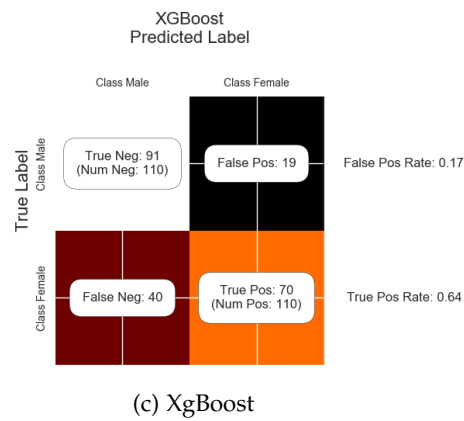 XGBoost
Predicted Label
Class Male
Class Female
True Label
Class Male
True Neg: 91
(Num Neg: 110)
False Pos: 19
False Pos Rate: 0.17
Class Female
False Neg: 40
True Pos: 70
(Num Pos: 110)
True Pos Rate: 0.64
(c) XgBoost